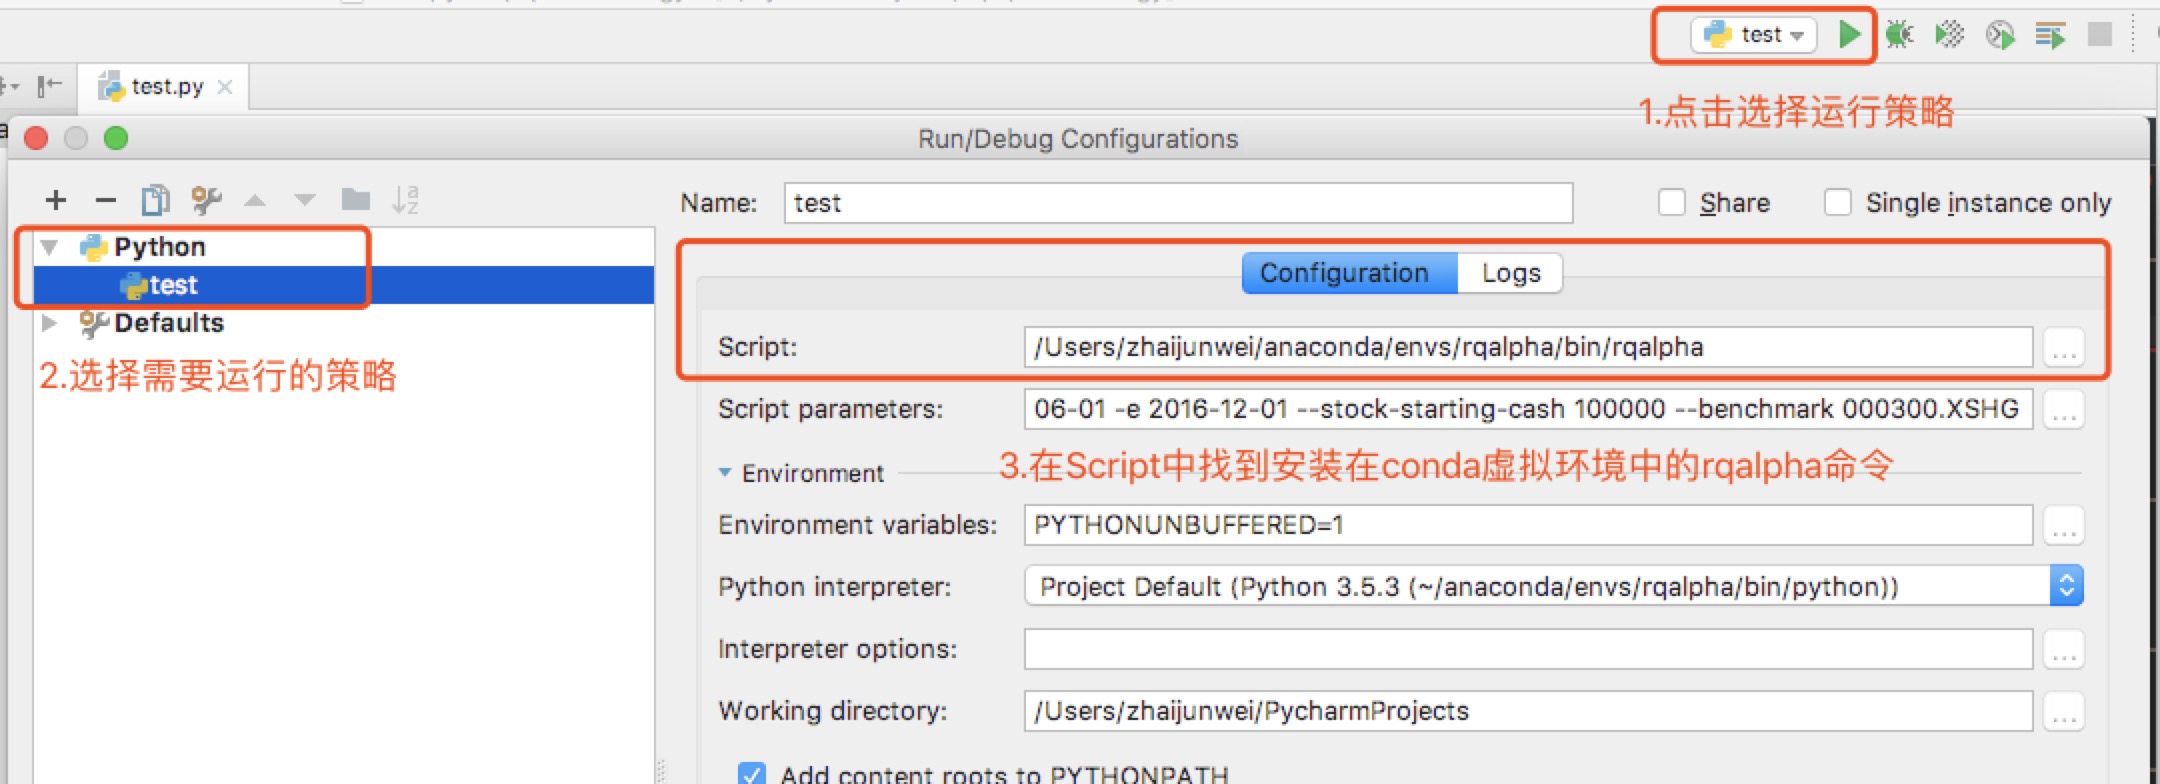 test
test.py
1.点击选择运行策略
Run/Debug Configurations
Name: test Share Single instance only
Python
test
Defaults
2.选择需要运行的策略
Configuration Logs
Script: /Users/zhaijunwei/anaconda/envs/rqalpha/bin/rqalpha ...
Script parameters: 06-01 -e 2016-12-01 --stock-starting-cash 100000 --benchmark 000300.XSHG ...
3.在Script中找到安装在conda虚拟环境中的rqalpha命令
Environment
Environment variables: PYTHONUNBUFFERED=1 ...
Python interpreter: Project Default (Python 3.5.3 (~/anaconda/envs/rqalpha/bin/python))
Interpreter options: ...
Working directory: /Users/zhaijunwei/PycharmProjects ...
Add content roots to PYTHONPATH